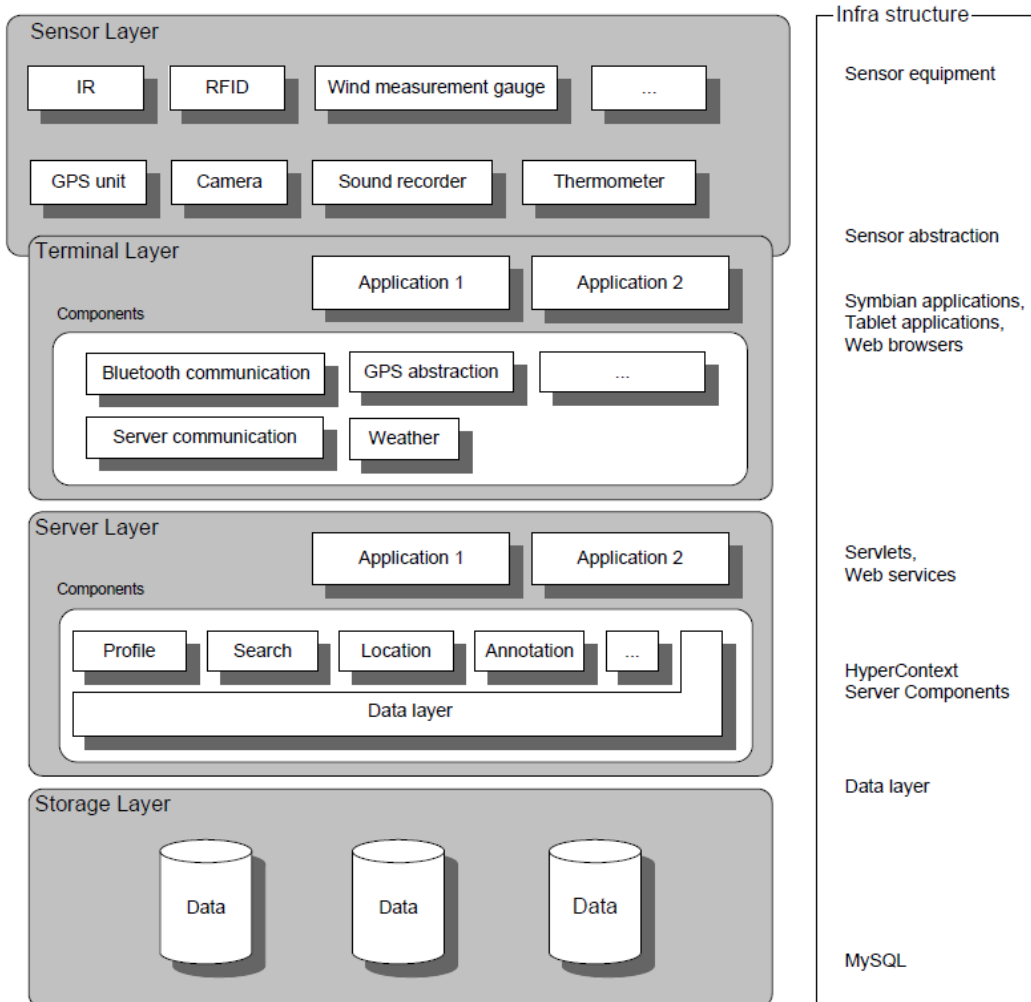 Sensor Layer
IR
RFID
Wind measurement gauge
...
GPS unit
Camera
Sound recorder
Thermometer
Terminal Layer
Application 1
Application 2
Components
Bluetooth communication
GPS abstraction
...
Server communication
Weather
Server Layer
Application 1
Application 2
Components
Profile
Search
Location
Annotation
...
Data layer
Storage Layer
Data
Data
Data
Infra structure
Sensor equipment
Sensor abstraction
Symbian applications,
Tablet applications,
Web browsers
Servlets,
Web services
HyperContext
Server Components
Data layer
MySQL